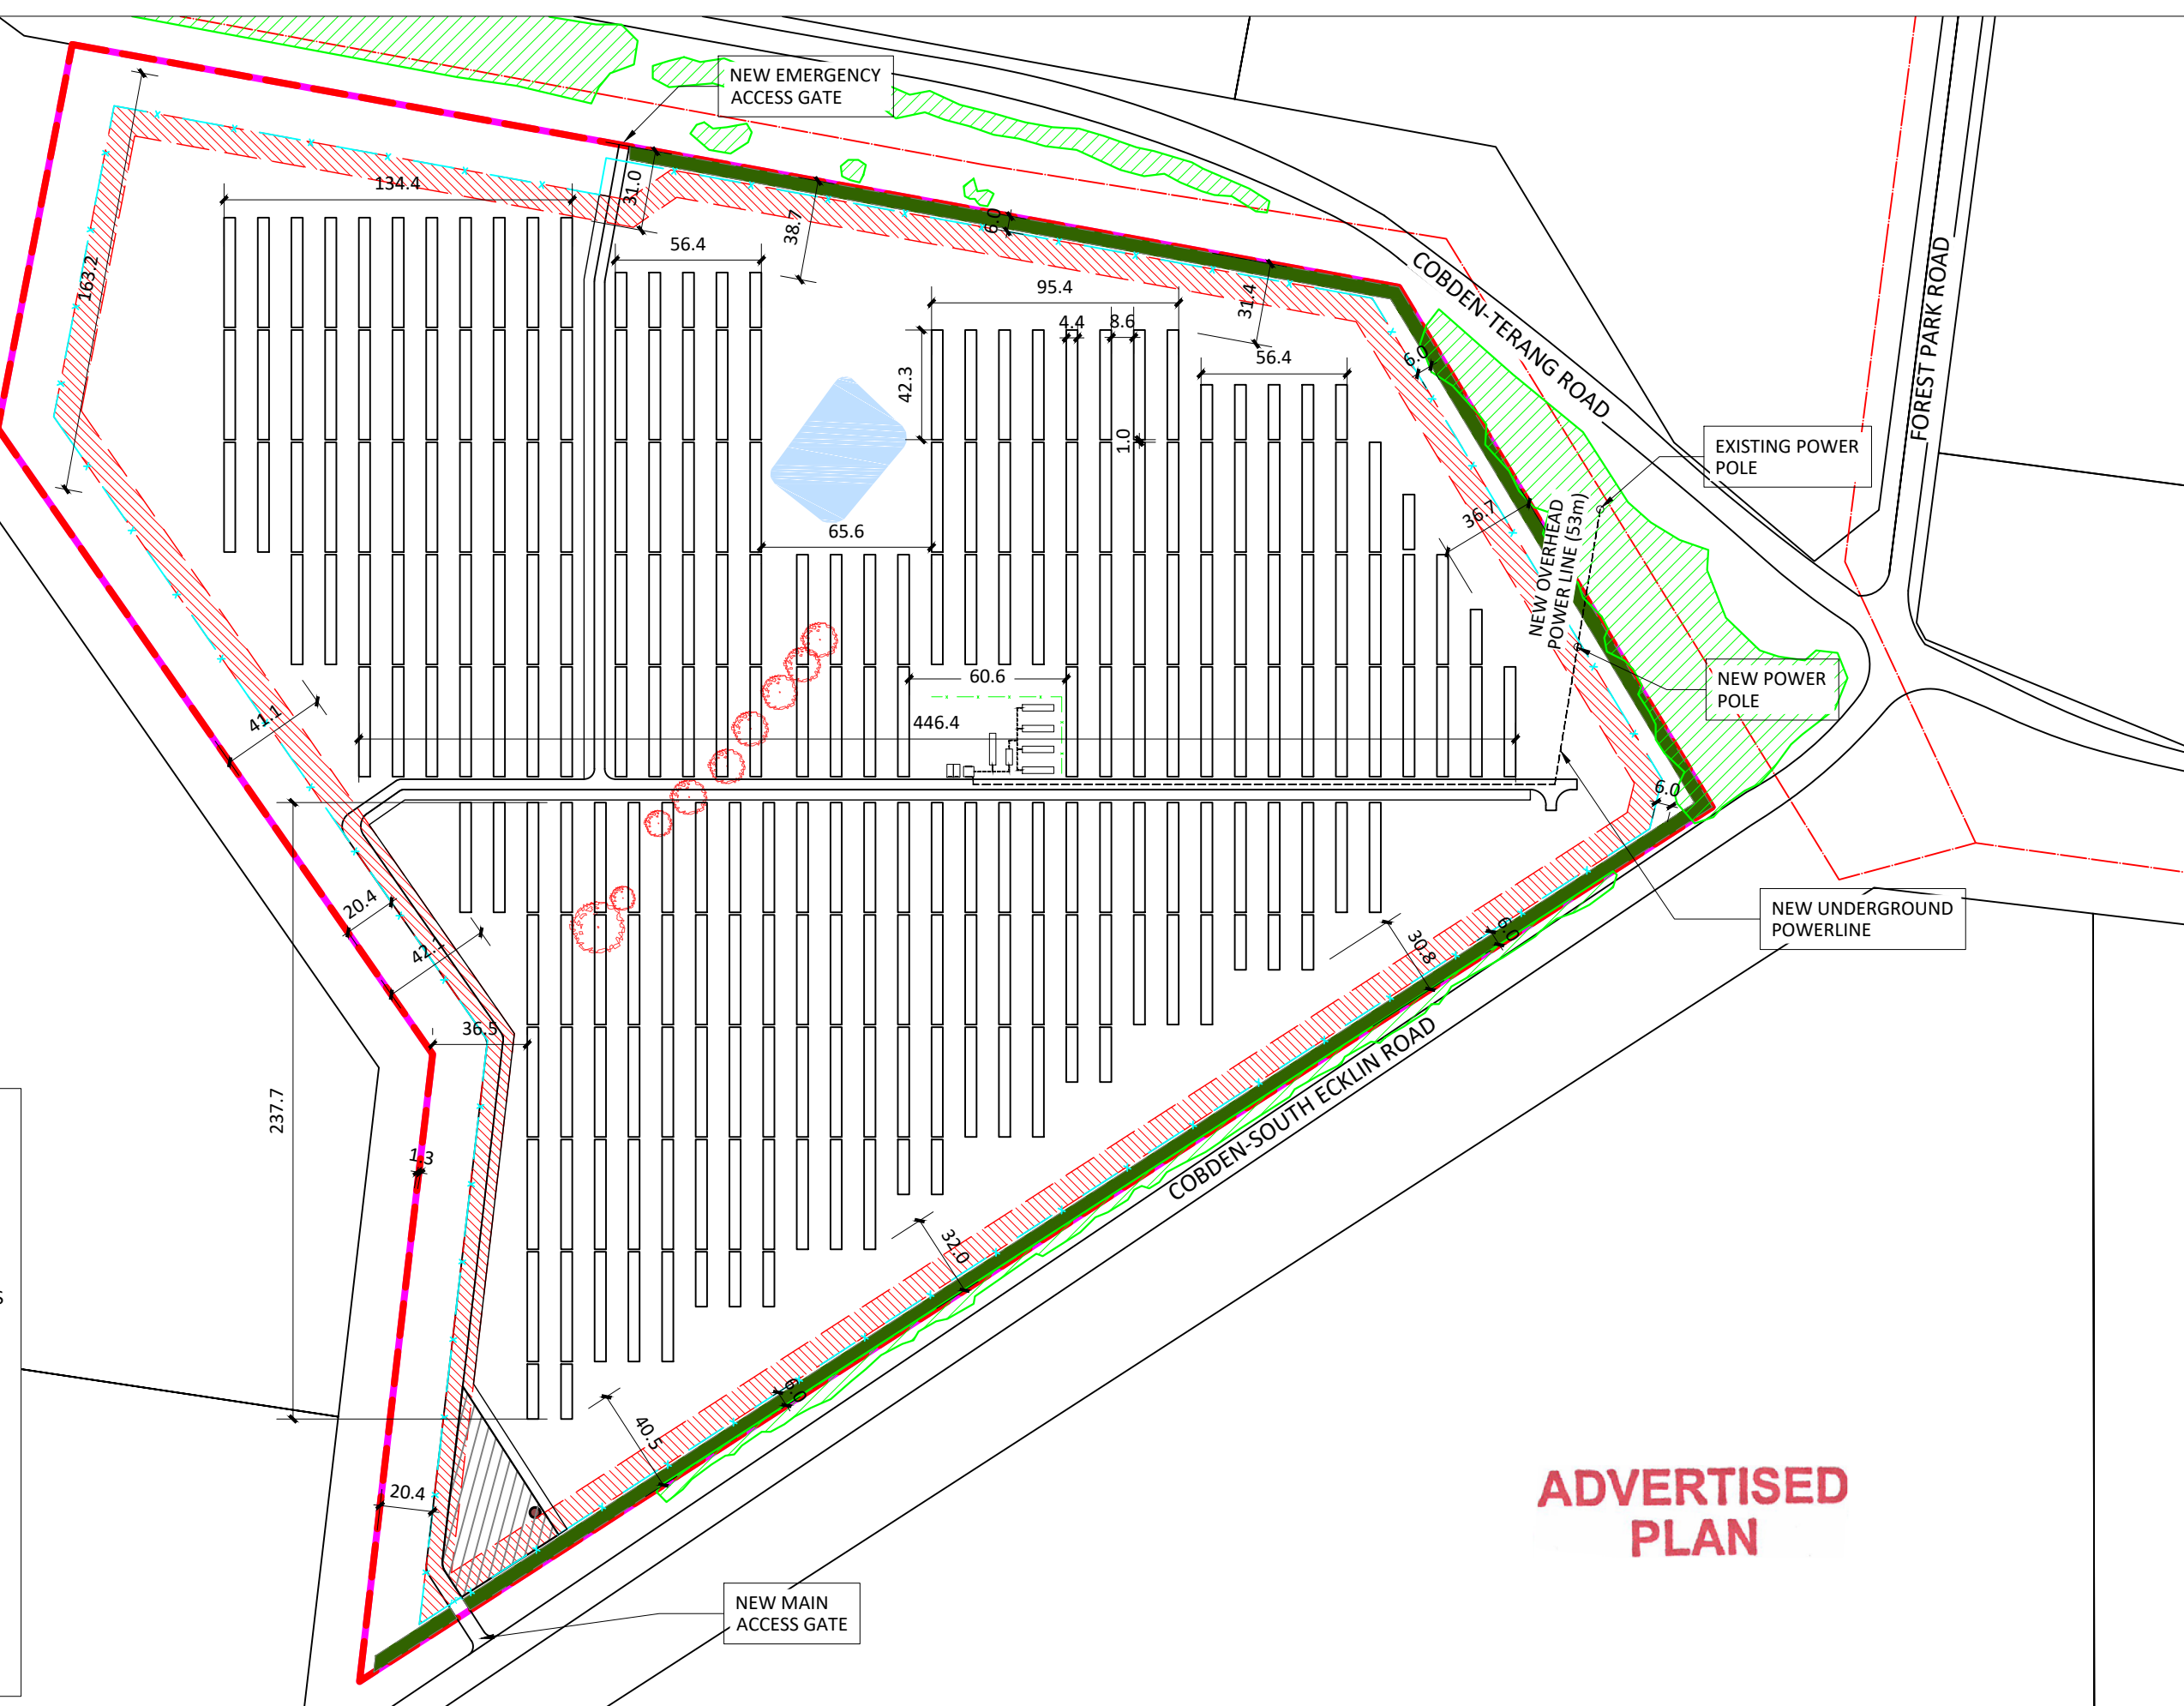 NEW EMERGENCY
ACCESS GATE
134.4
31.0
163.2
38.7
6.0
56.4
95.4
31.4
4.4
8.6
42.3
1.0
56.4
6.0
COBDEN-TERANG ROAD
FOREST PARK ROAD
EXISTING POWER
POLE
65.6
36.7
NEW OVERHEAD
POWER LINE (53m)
60.6
446.4
NEW POWER
POLE
41.1
6.0
237.7
20.4
42.1
36.5
NEW UNDERGROUND
POWERLINE
30.8
6.0
COBDEN-SOUTH ECKLIN ROAD
1.3
32.0
6.0
40.5
20.4
S
NEW MAIN
ACCESS GATE
ADVERTISED
PLAN